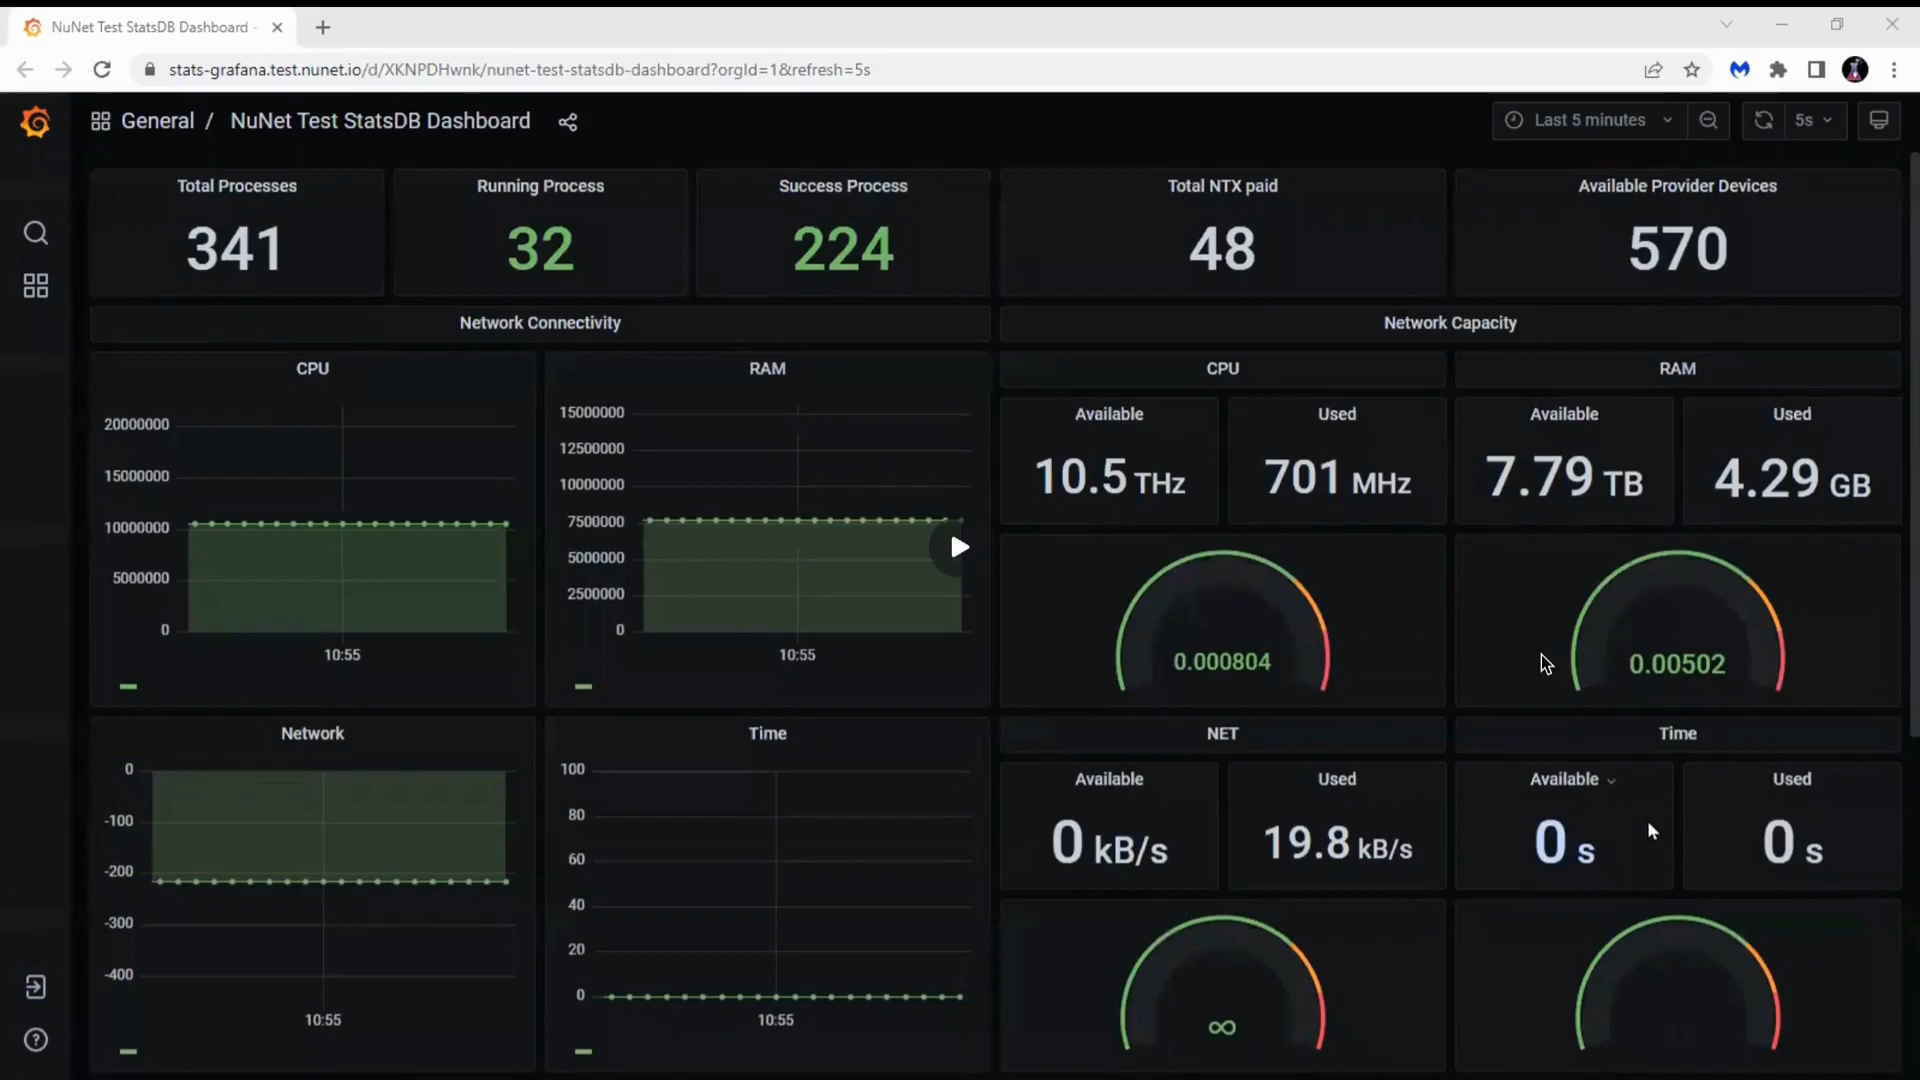 NuNet Test StatsDB Dashboard -
stats-grafana.test.nunet.io/d/XKNPDHwnk/nunet-test-statsdb-dashboard?orgId=1&refresh=5s
General / NuNet Test StatsDB Dashboard
Last 5 minutes
5s
Total Processes
341
Running Process
32
Success Process
224
Total NTX paid
48
Available Provider Devices
570
Network Connectivity
Network Capacity
CPU
20000000
15000000
10000000
5000000
0
10:55
RAM
15000000
12500000
10000000
7500000
5000000
2500000
0
10:55
CPU
Available
10.5 THz
Used
701 MHz
0.000804
RAM
Available
7.79 TB
Used
4.29 GB
0.00502
Network
0
-100
-200
-300
-400
10:55
Time
100
80
60
40
20
0
10:55
NET
Available
0 kB/s
Used
19.8 kB/s
∞
Time
Available
0 s
Used
0 s